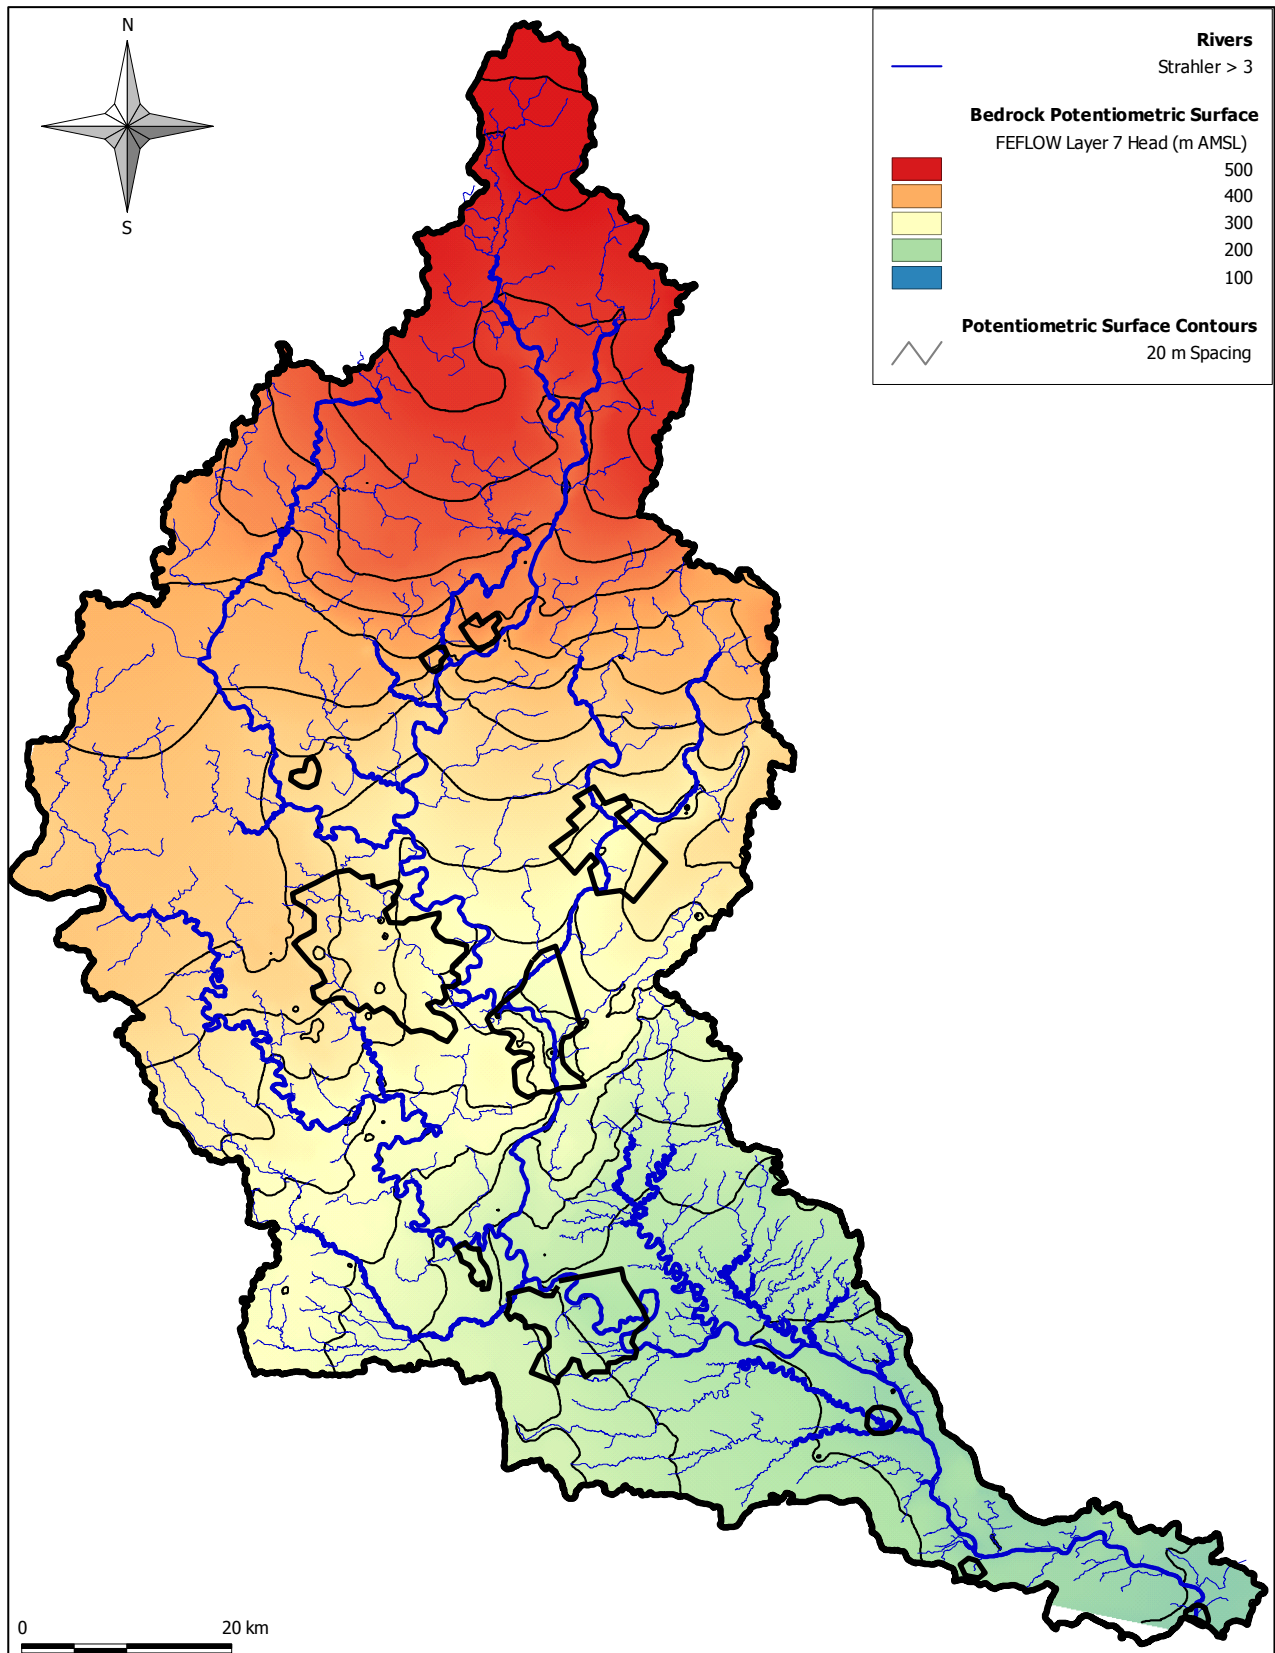 N
S
Rivers
Strahler > 3
Bedrock Potentiometric Surface
FEFLOW Layer 7 Head (m AMSL)
500
400
300
200
100
Potentiometric Surface Contours
20 m Spacing
0 20 km